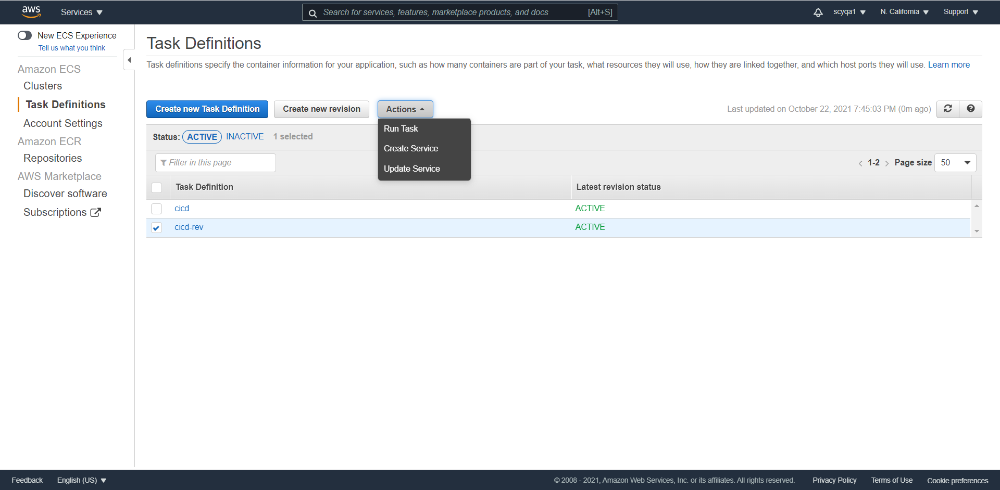 aws Services Search for services, features, marketplace products, and docs [Alt+S] scyqa1 N. California Support
New ECS Experience
Tell us what you think
Amazon ECS
Clusters
Task Definitions
Account Settings
Amazon ECR
Repositories
AWS Marketplace
Discover software
Subscriptions
Task Definitions
Task definitions specify the container information for your application, such as how many containers are part of your task, what resources they will use, how they are linked together, and which host ports they will use. Learn more
Create new Task Definition Create new revision Actions Last updated on October 22, 2021 7:45:03 PM (0m ago)
Run Task
Create Service
Update Service
Status: ACTIVE INACTIVE 1 selected
Filter in this page < 1-2 > Page size 50
Task Definition Latest revision status
cicd ACTIVE
cicd-rev ACTIVE
Feedback English (US) © 2008 - 2021, Amazon Web Services, Inc. or its affiliates. All rights reserved. Privacy Policy Terms of Use Cookie preferences